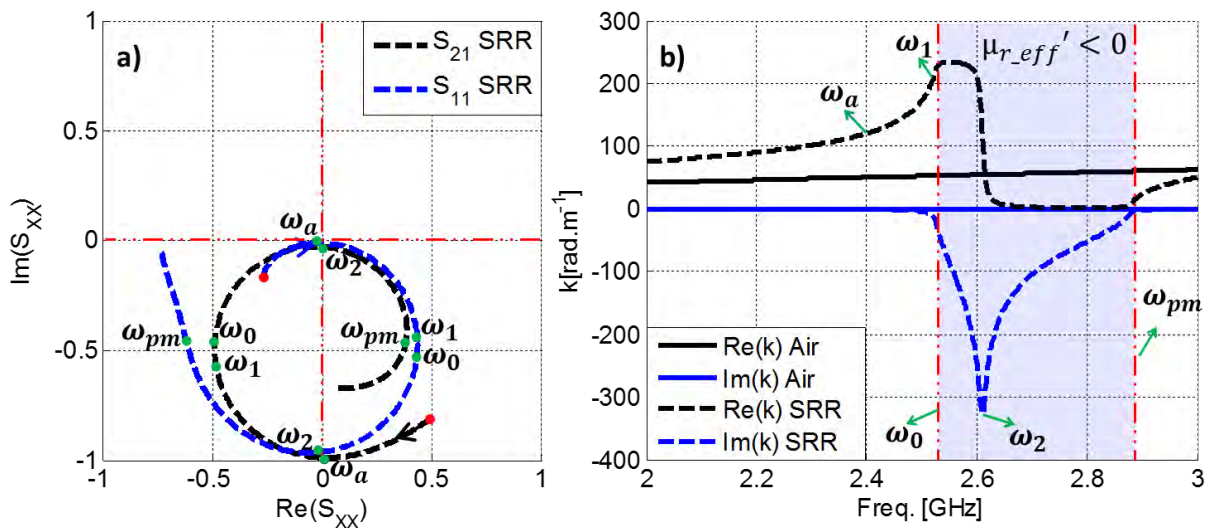 a)
S21 SRR
S11 SRR
Im(SXX)
1
0.5
0
-0.5
-1
ωa
ω2
ω0
ω1
ωpm
ωpm
ω1
ω0
ω2
ωa
-1
-0.5
0
0.5
1
Re(SXX)
b)
ω1
μr_eff′ < 0
ωa
k[rad.m-1]
300
200
100
0
-100
-200
-300
-400
ωpm
Re(k) Air
Im(k) Air
Re(k) SRR
Im(k) SRR
ω0
ω2
2
2.2
2.4
2.6
2.8
3
Freq. [GHz]